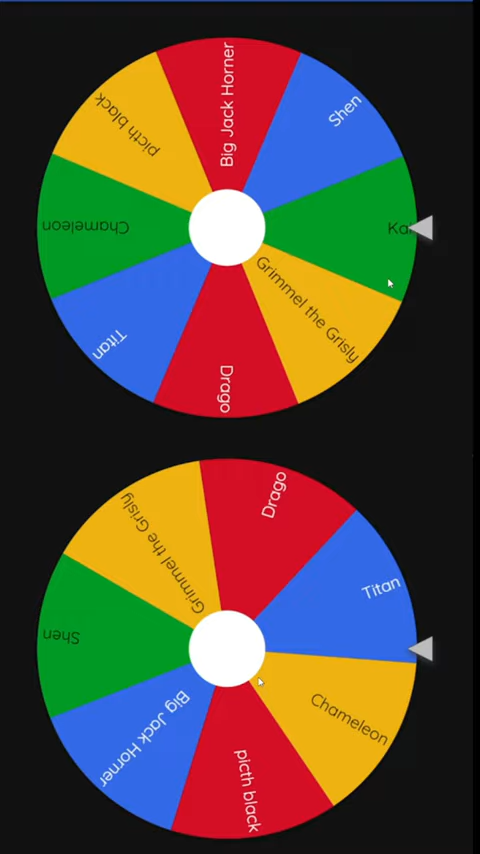 Big Jack Horner
Shen
picth black
Chameleon
Grimmel the Grisly
Titan
Drago
Drago
Grimmel the Grisly
Titan
Shen
Chameleon
Big Jack Horner
picth black